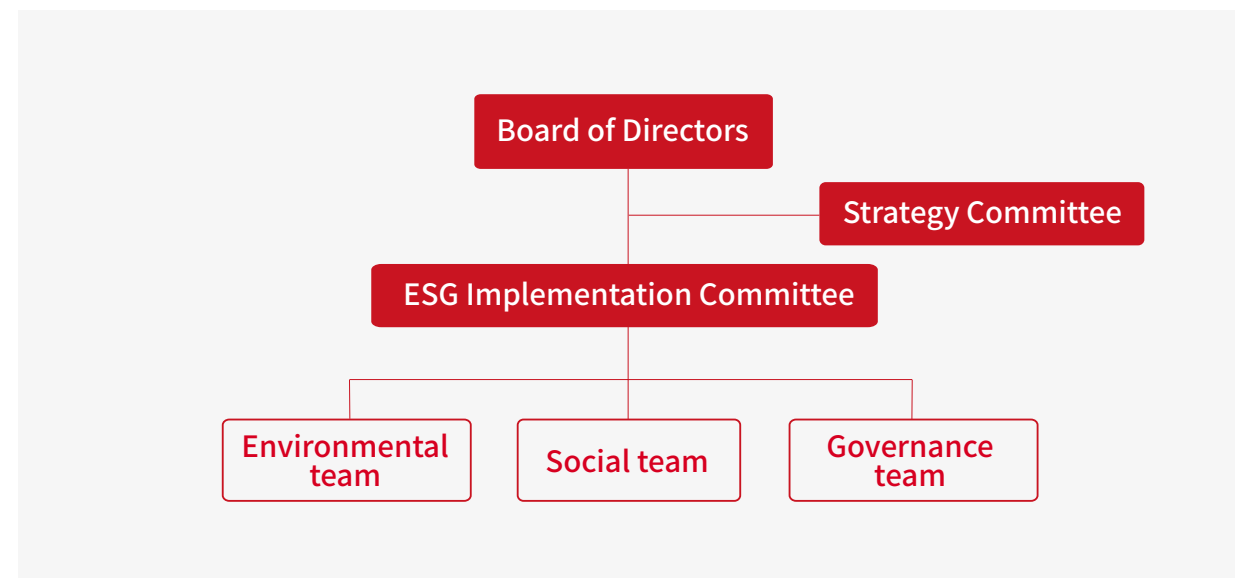 Board of Directors
Strategy Committee
ESG Implementation Committee
Environmental
team
Social team
Governance
team